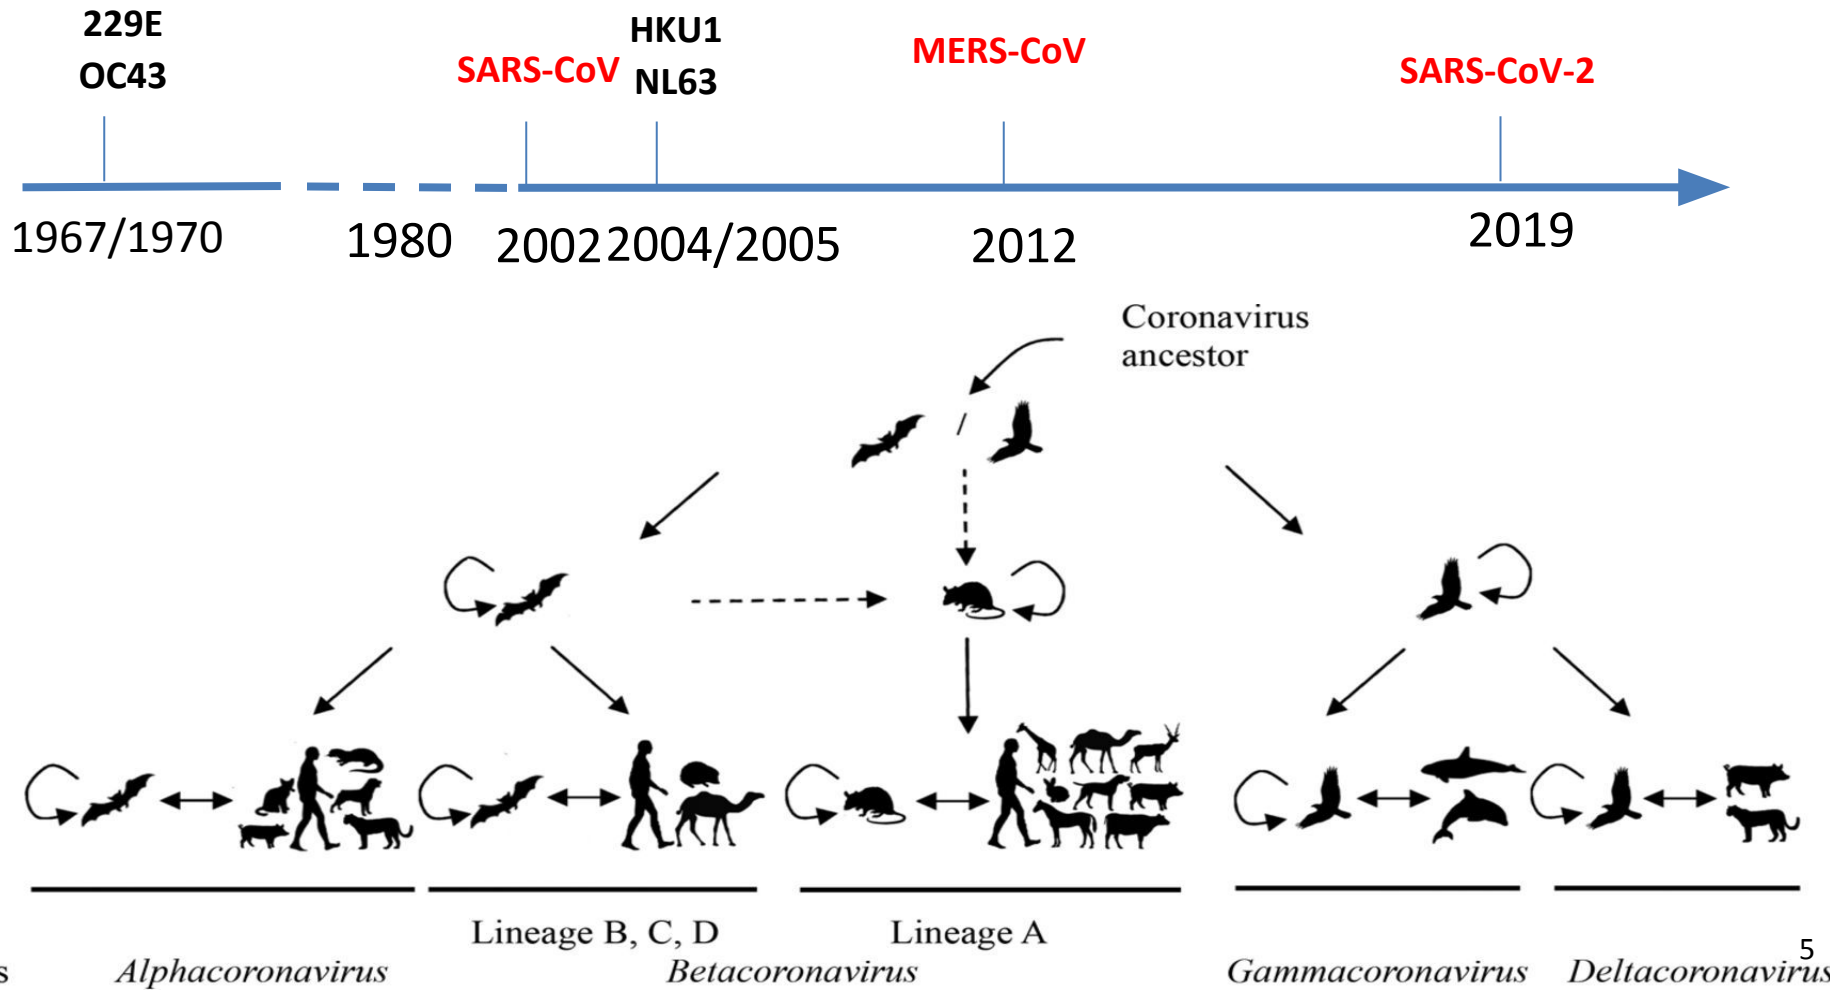 229E
OC43
SARS-CoV
HKU1
NL63
MERS-CoV
SARS-CoV-2
1967/1970
1980
2002
2004/2005
2012
2019
Coronavirus
ancestor
Lineage B, C, D
Lineage A
5
s
Alphacoronavirus
Betacoronavirus
Gammacoronavirus
Deltacoronavirus